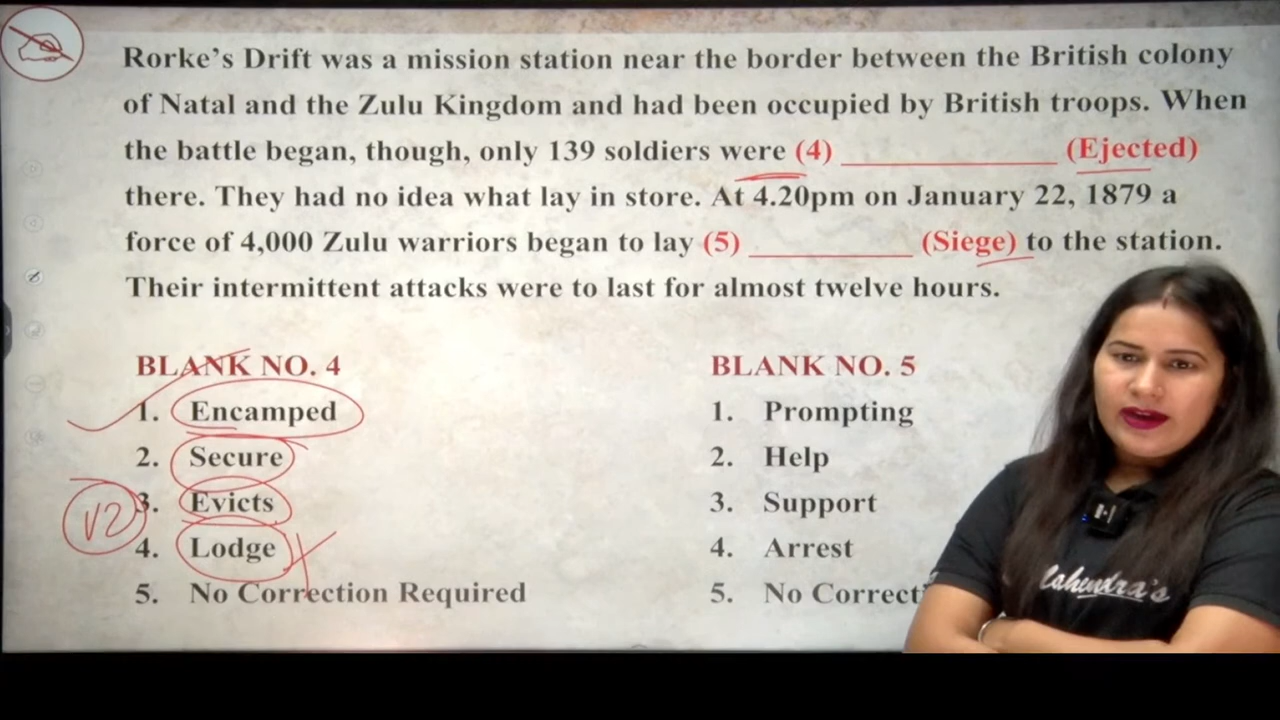 Rorke's Drift was a mission station near the border between the British colony
of Natal and the Zulu Kingdom and had been occupied by British troops. When
the battle began, though, only 139 soldiers were (4) _______________ (Ejected)
there. They had no idea what lay in store. At 4.20pm on January 22, 1879 a
force of 4,000 Zulu warriors began to lay (5) ___________ (Siege) to the station.
Their intermittent attacks were to last for almost twelve hours.
BLANK NO. 4
1. Encamped
2. Secure
3. Evicts
4. Lodge
5. No Correction Required
V2
BLANK NO. 5
1. Prompting
2. Help
3. Support
4. Arrest
5. No Correcti
ahendra's